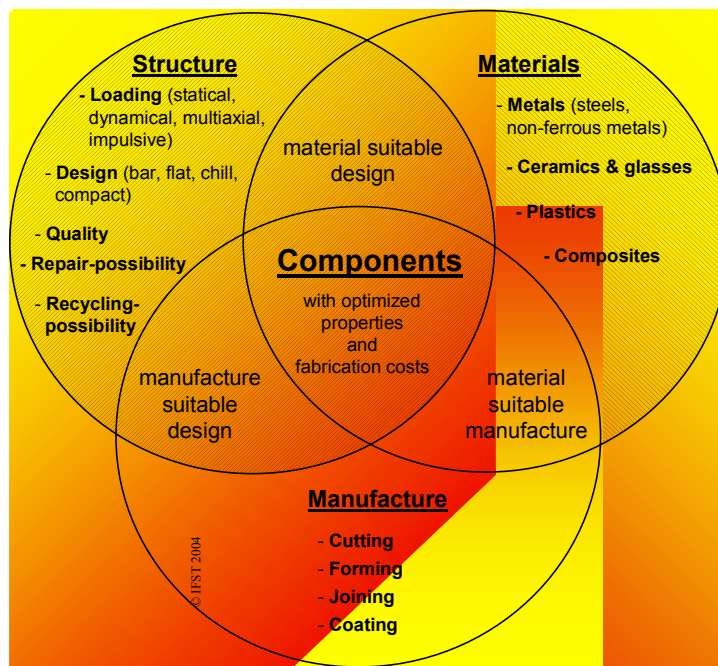 Structure
- Loading (statical,
dynamical, multiaxial,
impulsive)
- Design (bar, flat, chill,
compact)
- Quality
- Repair-possibility
- Recycling-
possibility
Materials
- Metals (steels,
non-ferrous metals)
- Ceramics & glasses
- Plastics
- Composites
material suitable
design
Components
with optimized
properties
and
fabrication costs
manufacture
suitable
design
material
suitable
manufacture
Manufacture
- Cutting
- Forming
- Joining
- Coating
© IFST 2004